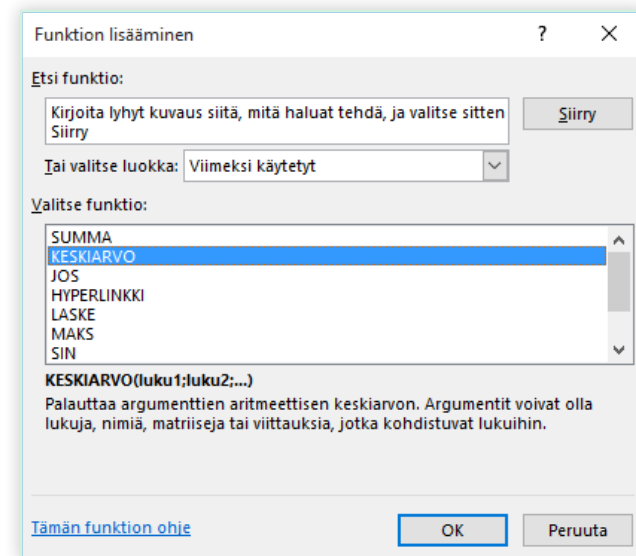 Funktion lisääminen
?
Etsi funktio:
Kirjoita lyhyt kuvaus siitä, mitä haluat tehdä, ja valitse sitten
Siirry
Siirry
Tai valitse luokka: Viimeksi käytetyt
Valitse funktio:
SUMMA
KESKIARVO
JOS
HYPERLINKKI
LASKE
MAKS
SIN
KESKIARVO(luku1;luku2;...)
Palauttaa argumenttien aritmeettisen keskiarvon. Argumentit voivat olla
lukuja, nimiä, matriiseja tai viittauksia, jotka kohdistuvat lukuihin.
Tämän funktion ohje
OK
Peruuta